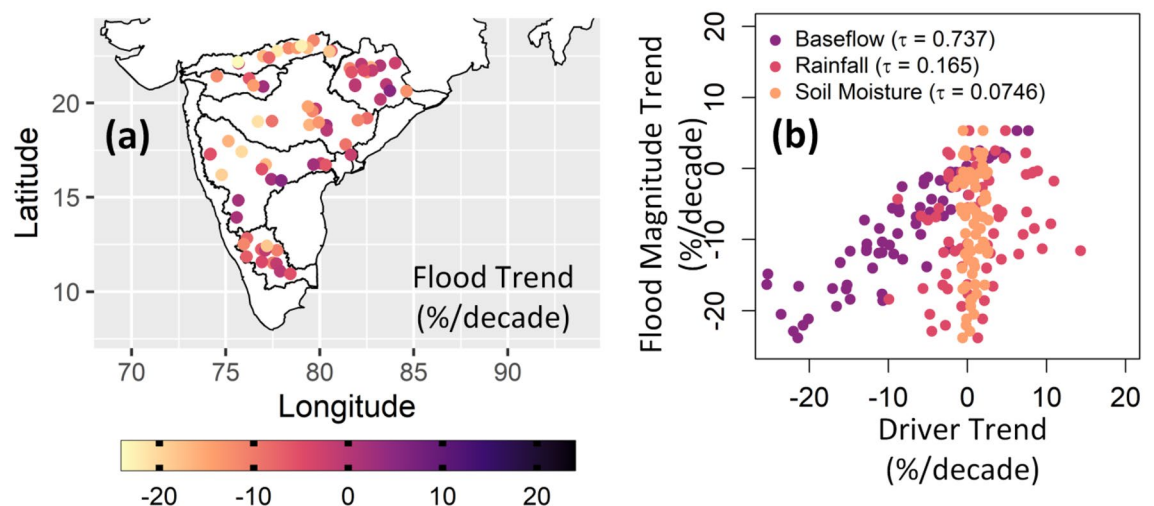 (a)
Latitude
20
15
10
Flood Trend
(%/decade)
70 75 80 85 90
Longitude
-20 -10 0 10 20
Flood Magnitude Trend
(%/decade)
20
10
0
-10
-20
Baseflow (τ = 0.737)
Rainfall (τ = 0.165)
Soil Moisture (τ = 0.0746)
(b)
-20 -10 0 10 20
Driver Trend
(%/decade)